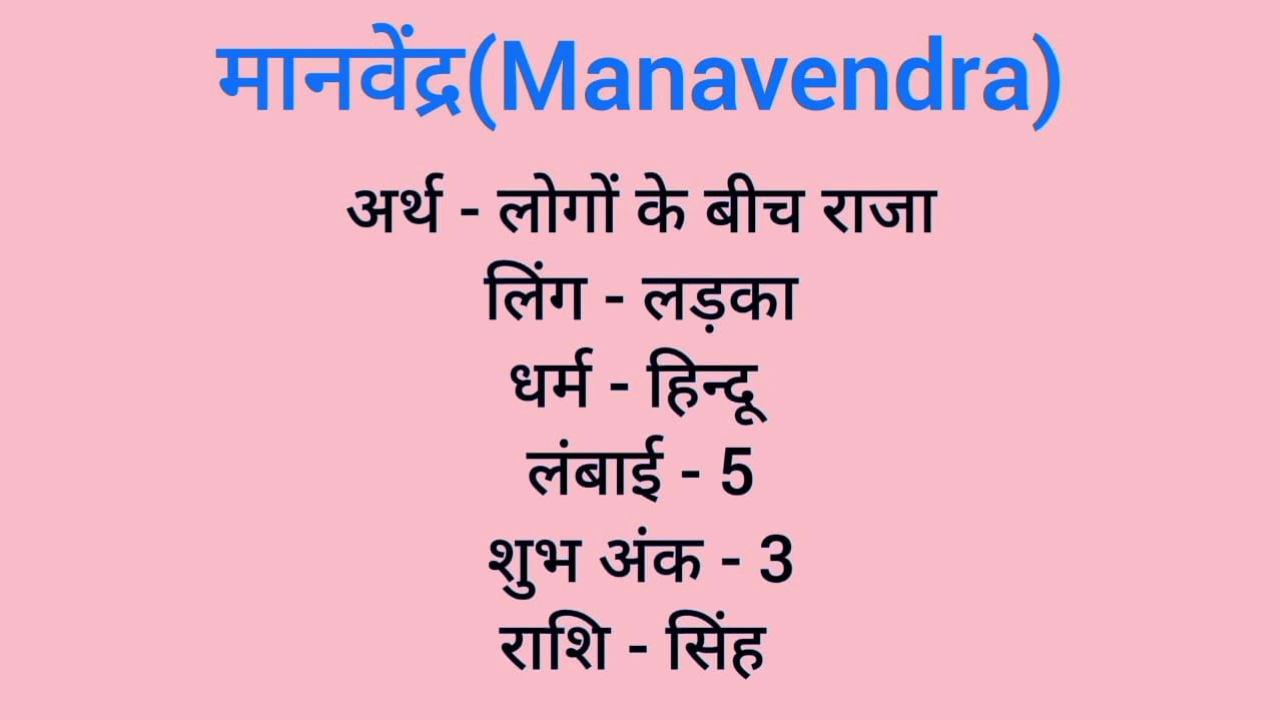 मानवेंद्र(Manavendra)
अर्थ - लोगों के बीच राजा
लिंग - लड़का
धर्म - हिन्दू
लंबाई - 5
शुभ अंक - 3
राशि - सिंह